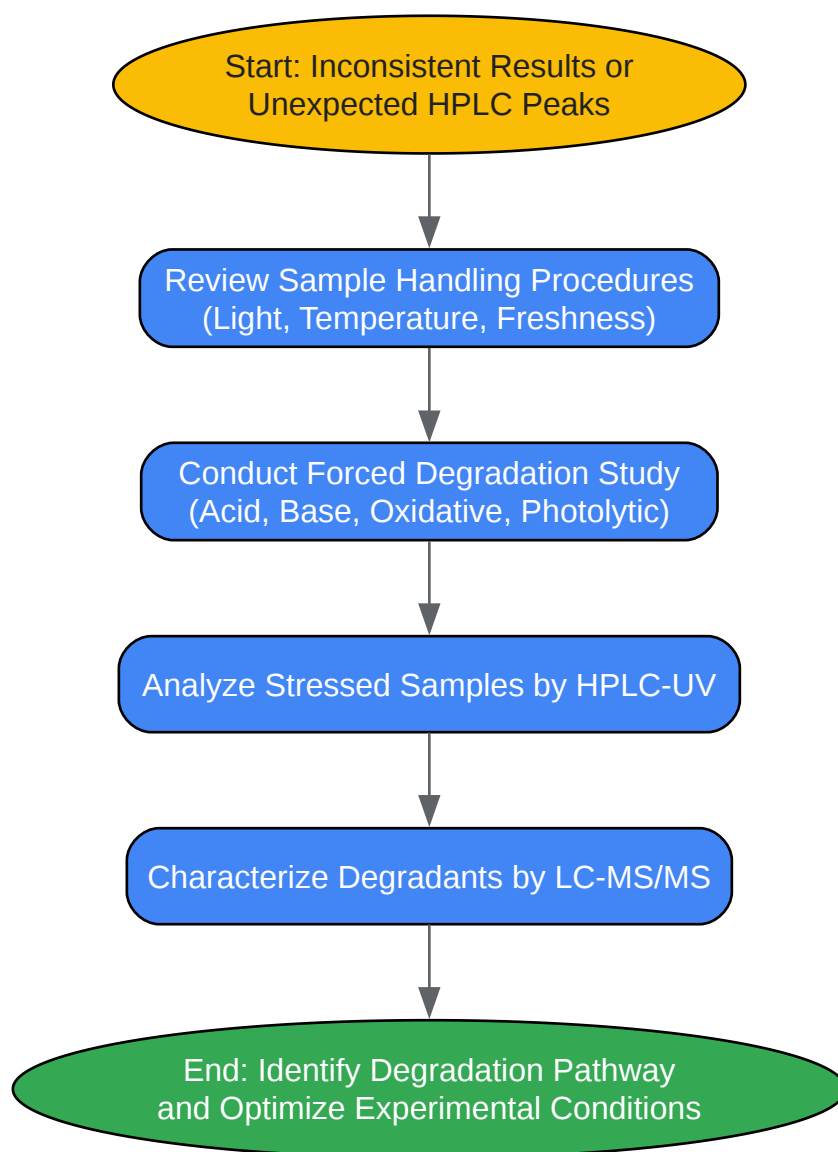 Start: Inconsistent Results or
Unexpected HPLC Peaks
Review Sample Handling Procedures
(Light, Temperature, Freshness)
Conduct Forced Degradation Study
(Acid, Base, Oxidative, Photolytic)
Analyze Stressed Samples by HPLC-UV
Characterize Degradants by LC-MS/MS
End: Identify Degradation Pathway
and Optimize Experimental Conditions